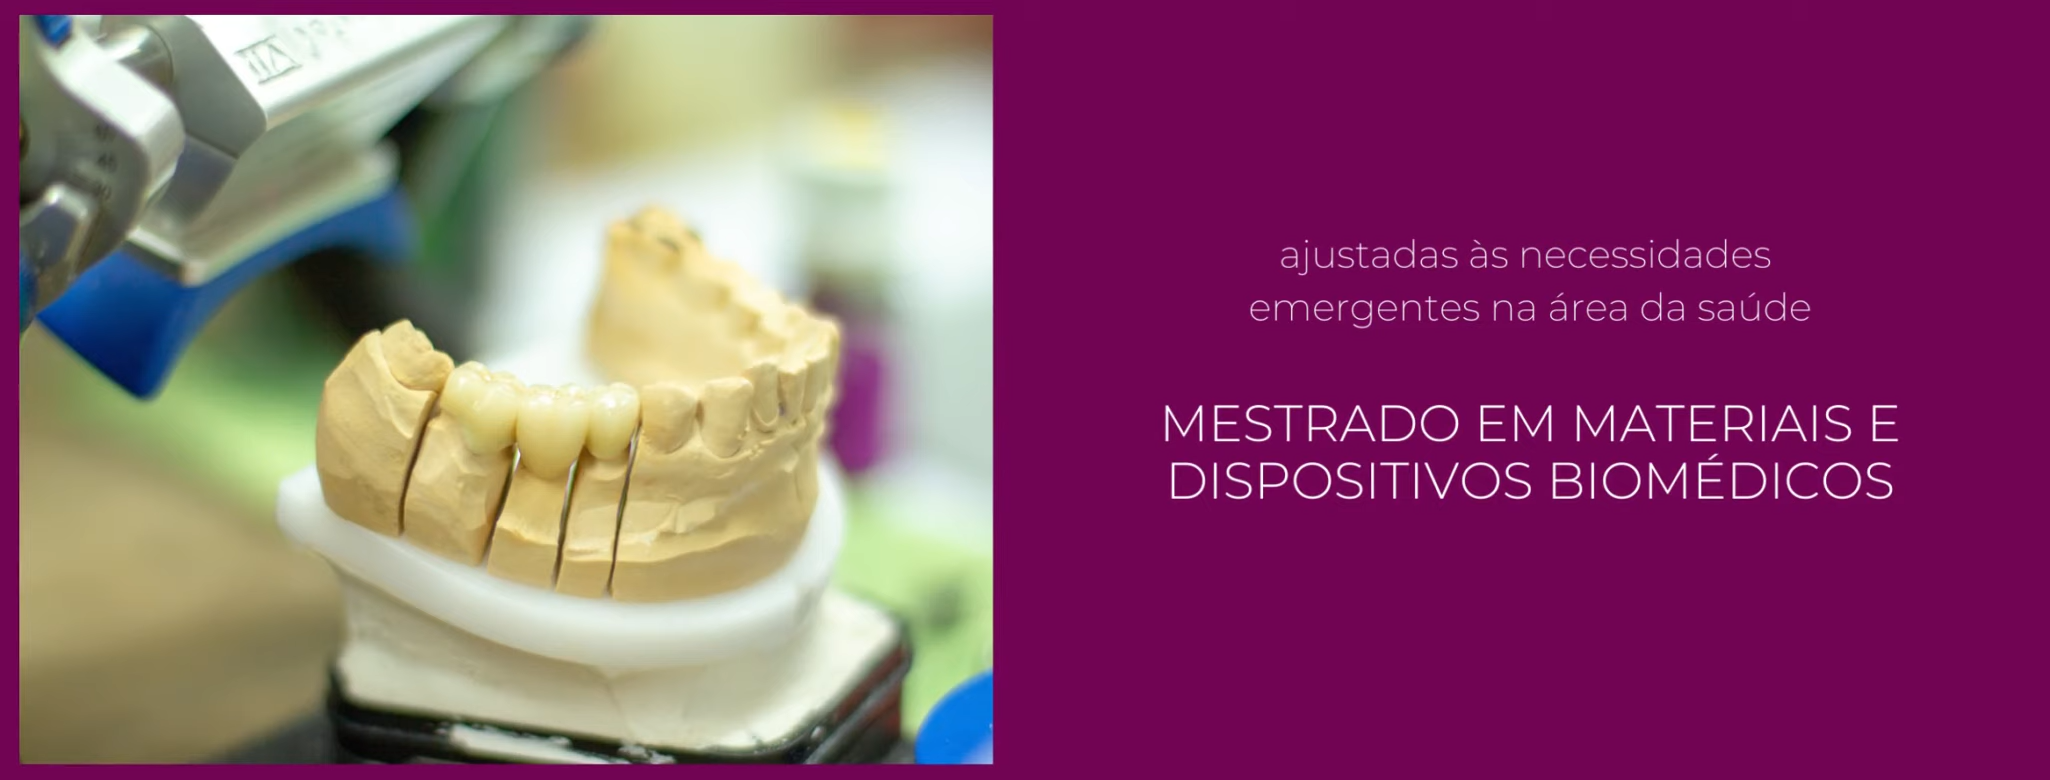 ajustadas às necessidades
emergentes na área da saúde
MESTRADO EM MATERIAIS E
DISPOSITIVOS BIOMÉDICOS